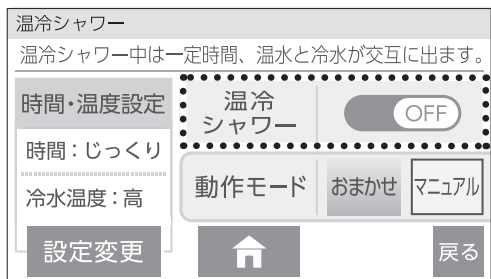 温冷シャワー
温冷シャワー中は一定時間、温水と冷水が交互に出ます。
時間・温度設定
時間：じっくり
冷水温度：高
温冷
シャワー
OFF
動作モード
おまかせ
マニュアル
設定変更
戻る